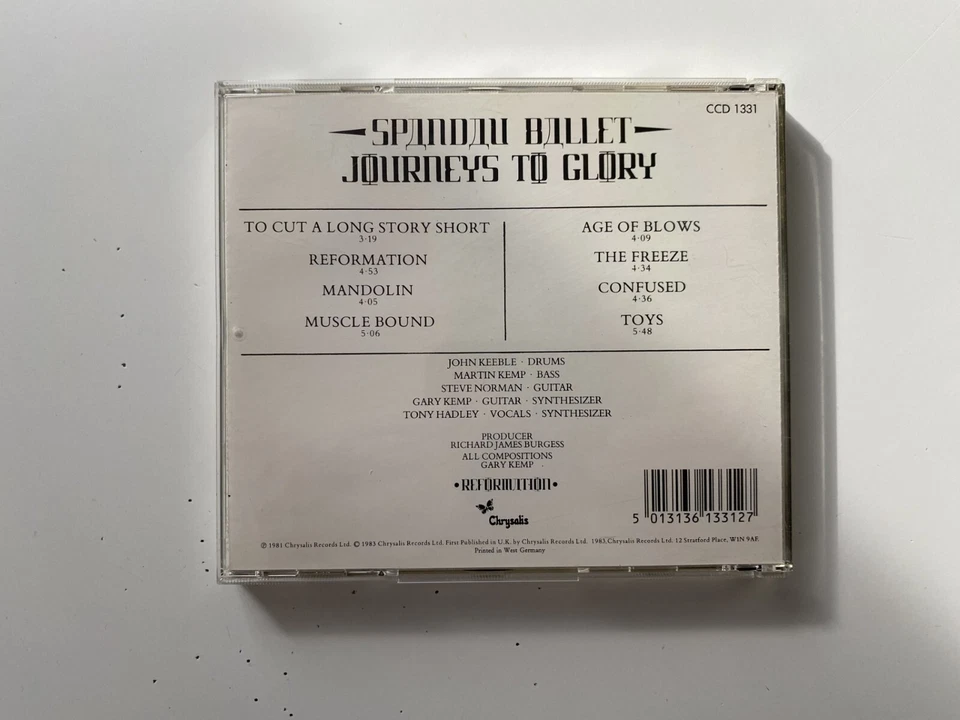 CCD 1331
SPANDAU BALLET
JOURNEYS TO GLORY
TO CUT A LONG STORY SHORT
3·19
REFORMATION
4·53
MANDOLIN
4·05
MUSCLE BOUND
5·06
AGE OF BLOWS
4·09
THE FREEZE
4·34
CONFUSED
4·36
TOYS
5·48
JOHN KEEBLE · DRUMS
MARTIN KEMP · BASS
STEVE NORMAN · GUITAR
GARY KEMP · GUITAR · SYNTHESIZER
TONY HADLEY · VOCALS · SYNTHESIZER
PRODUCER
RICHARD JAMES BURGESS
ALL COMPOSITIONS
GARY KEMP
•REFORMATION•
Chrysalis
5 013136 133127
℗ 1981 Chrysalis Records Ltd. © 1983 Chrysalis Records Ltd. First Published in U.K. by Chrysalis Records Ltd. 1983. Chrysalis Records Ltd. 12 Stratford Place, W1N 9AF.
Printed in West Germany